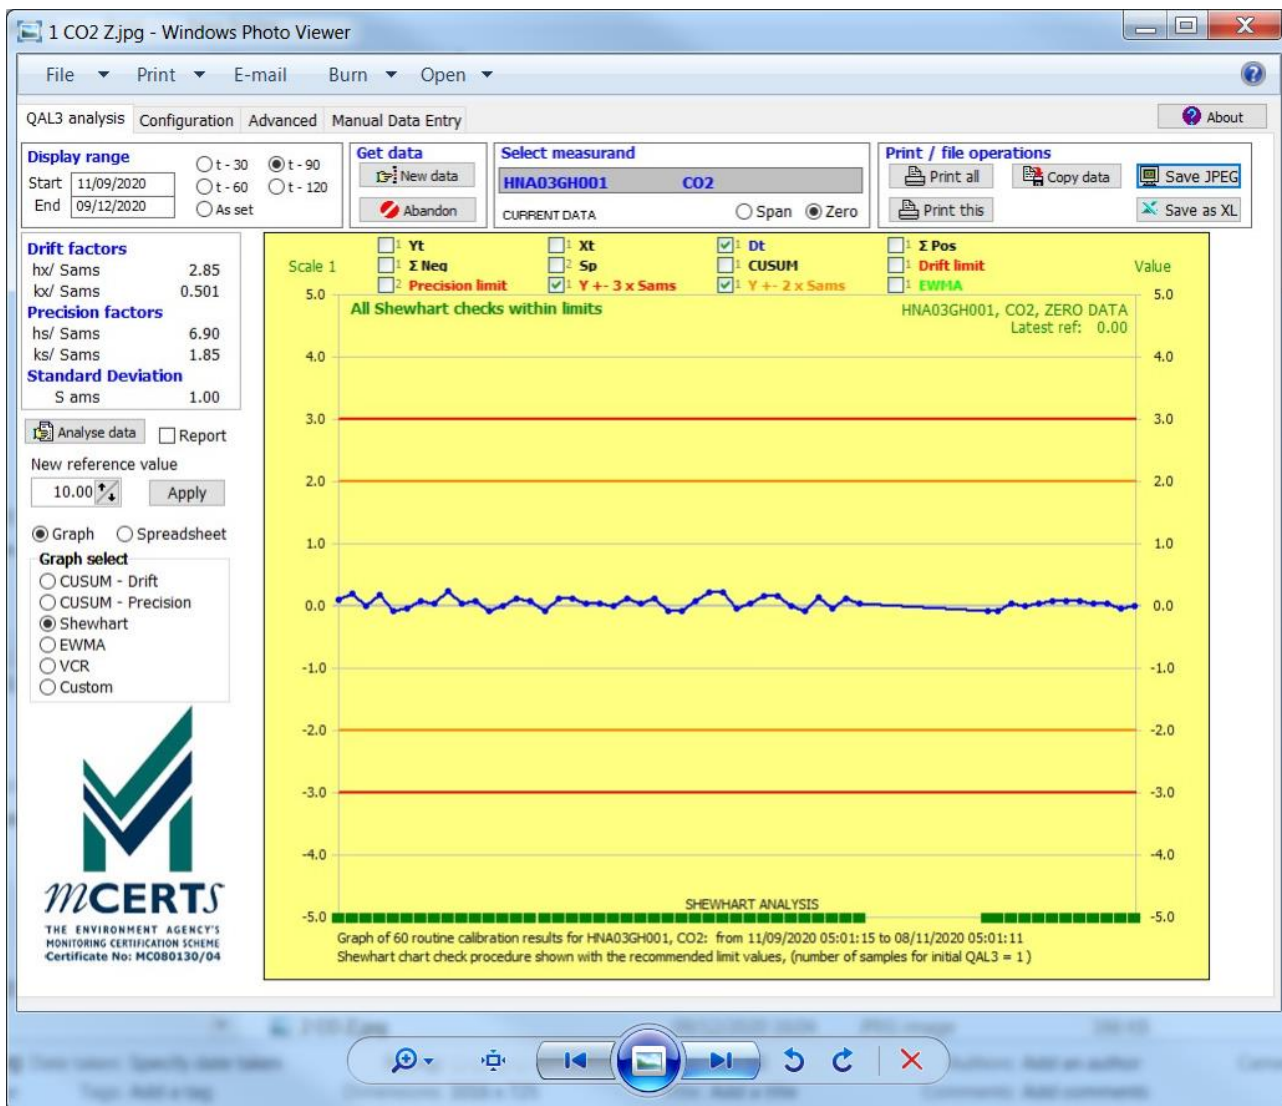 1 CO2 Z.jpg - Windows Photo Viewer
File Print E-mail Burn Open
QAL3 analysis Configuration Advanced Manual Data Entry About
Display range
t - 30 t - 90
Start 11/09/2020 t - 60 t - 120
End 09/12/2020 As set
Get data
New data
Abandon
Select measurand
HNA03GH001 CO2
CURRENT DATA Span Zero
Print / file operations
Print all Copy data Save JPEG
Print this Save as XL
Drift factors
hx/ Sams 2.85
kx/ Sams 0.501
Precision factors
hs/ Sams 6.90
ks/ Sams 1.85
Standard Deviation
S ams 1.00
Analyse data Report
New reference value
10.00 Apply
Graph Spreadsheet
Graph select
CUSUM - Drift
CUSUM - Precision
Shewhart
EWMA
VCR
Custom
mCERTS
THE ENVIRONMENT AGENCY'S
MONITORING CERTIFICATION SCHEME
Certificate No: MC080130/04
1 Yt 1 Xt 1 Dt 1 Σ Pos
Scale 1 1 Σ Neg 2 Sp 1 CUSUM 1 Drift limit Value
2 Precision limit 1 Y +- 3 x Sams 1 Y +- 2 x Sams 1 EWMA
5.0 5.0
All Shewhart checks within limits HNA03GH001, CO2, ZERO DATA
Latest ref: 0.00
4.0 4.0
3.0 3.0
2.0 2.0
1.0 1.0
0.0 0.0
-1.0 -1.0
-2.0 -2.0
-3.0 -3.0
-4.0 -4.0
SHEWHART ANALYSIS
-5.0 -5.0
Graph of 60 routine calibration results for HNA03GH001, CO2: from 11/09/2020 05:01:15 to 08/11/2020 05:01:11
Shewhart chart check procedure shown with the recommended limit values, (number of samples for initial QAL3 = 1 )